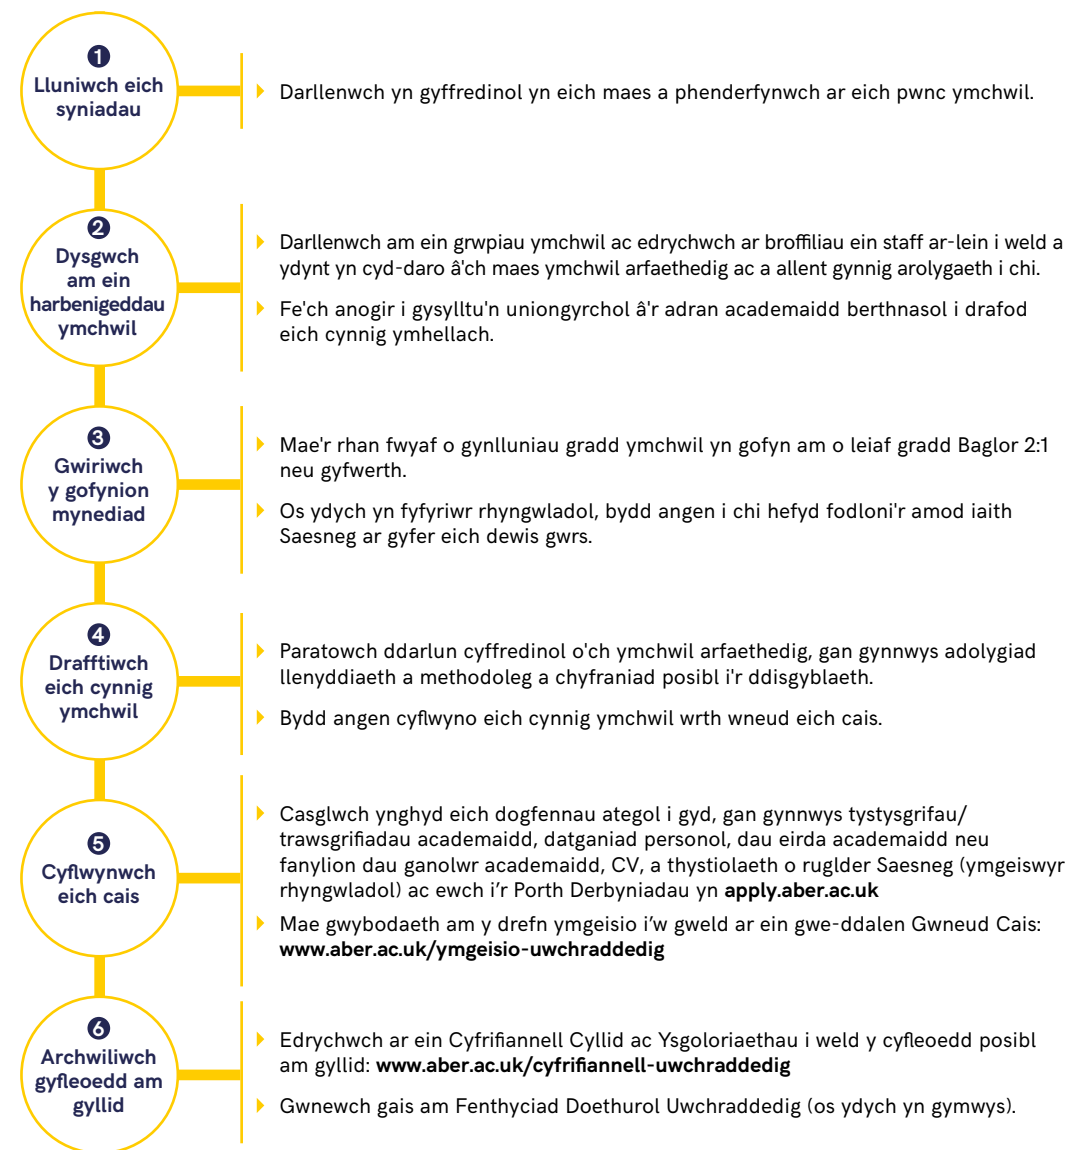 1
Lluniwch eich
syniadau
Darllenwch yn gyffredinol yn eich maes a phenderfynwch ar eich pwnc ymchwil.
2
Dysgwch
am ein
harbenigeddau
ymchwil
Darllenwch am ein grwpiau ymchwil ac edrychwch ar broffiliau ein staff ar-lein i weld a
ydynt yn cyd-daro â'ch maes ymchwil arfaethedig ac a allent gynnig arolygaeth i chi.
Fe'ch anogir i gysylltu'n uniongyrchol â'r adran academaidd berthnasol i drafod
eich cynnig ymhellach.
3
Gwiriwch
y gofynion
mynediad
Mae'r rhan fwyaf o gynlluniau gradd ymchwil yn gofyn am o leiaf gradd Baglor 2:1
neu gyfwerth.
Os ydych yn fyfyriwr rhyngwladol, bydd angen i chi hefyd fodloni'r amod iaith
Saesneg ar gyfer eich dewis gwrs.
4
Drafftiwch
eich cynnig
ymchwil
Paratowch ddarlun cyffredinol o'ch ymchwil arfaethedig, gan gynnwys adolygiad
llenyddiaeth a methodoleg a chyfraniad posibl i'r ddisgyblaeth.
Bydd angen cyflwyno eich cynnig ymchwil wrth wneud eich cais.
5
Cyflwynwch
eich cais
Casglwch ynghyd eich dogfennau ategol i gyd, gan gynnwys tystysgrifau/
trawsgrifiadau academaidd, datganiad personol, dau eirda academaidd neu
fanylion dau ganolwr academaidd, CV, a thystiolaeth o ruglder Saesneg (ymgeiswyr
rhyngwladol) ac ewch i’r Porth Derbyniadau yn apply.aber.ac.uk
Mae gwybodaeth am y drefn ymgeisio i’w gweld ar ein gwe-ddalen Gwneud Cais:
www.aber.ac.uk/ymgeisio-uwchraddedig
6
Archwiliwch
gyfleoedd am
gyllid
Edrychwch ar ein Cyfrifiannell Cyllid ac Ysgoloriaethau i weld y cyfleoedd posibl
am gyllid: www.aber.ac.uk/cyfrifiannell-uwchraddedig
Gwnewch gais am Fenthyciad Doethurol Uwchraddedig (os ydych yn gymwys).